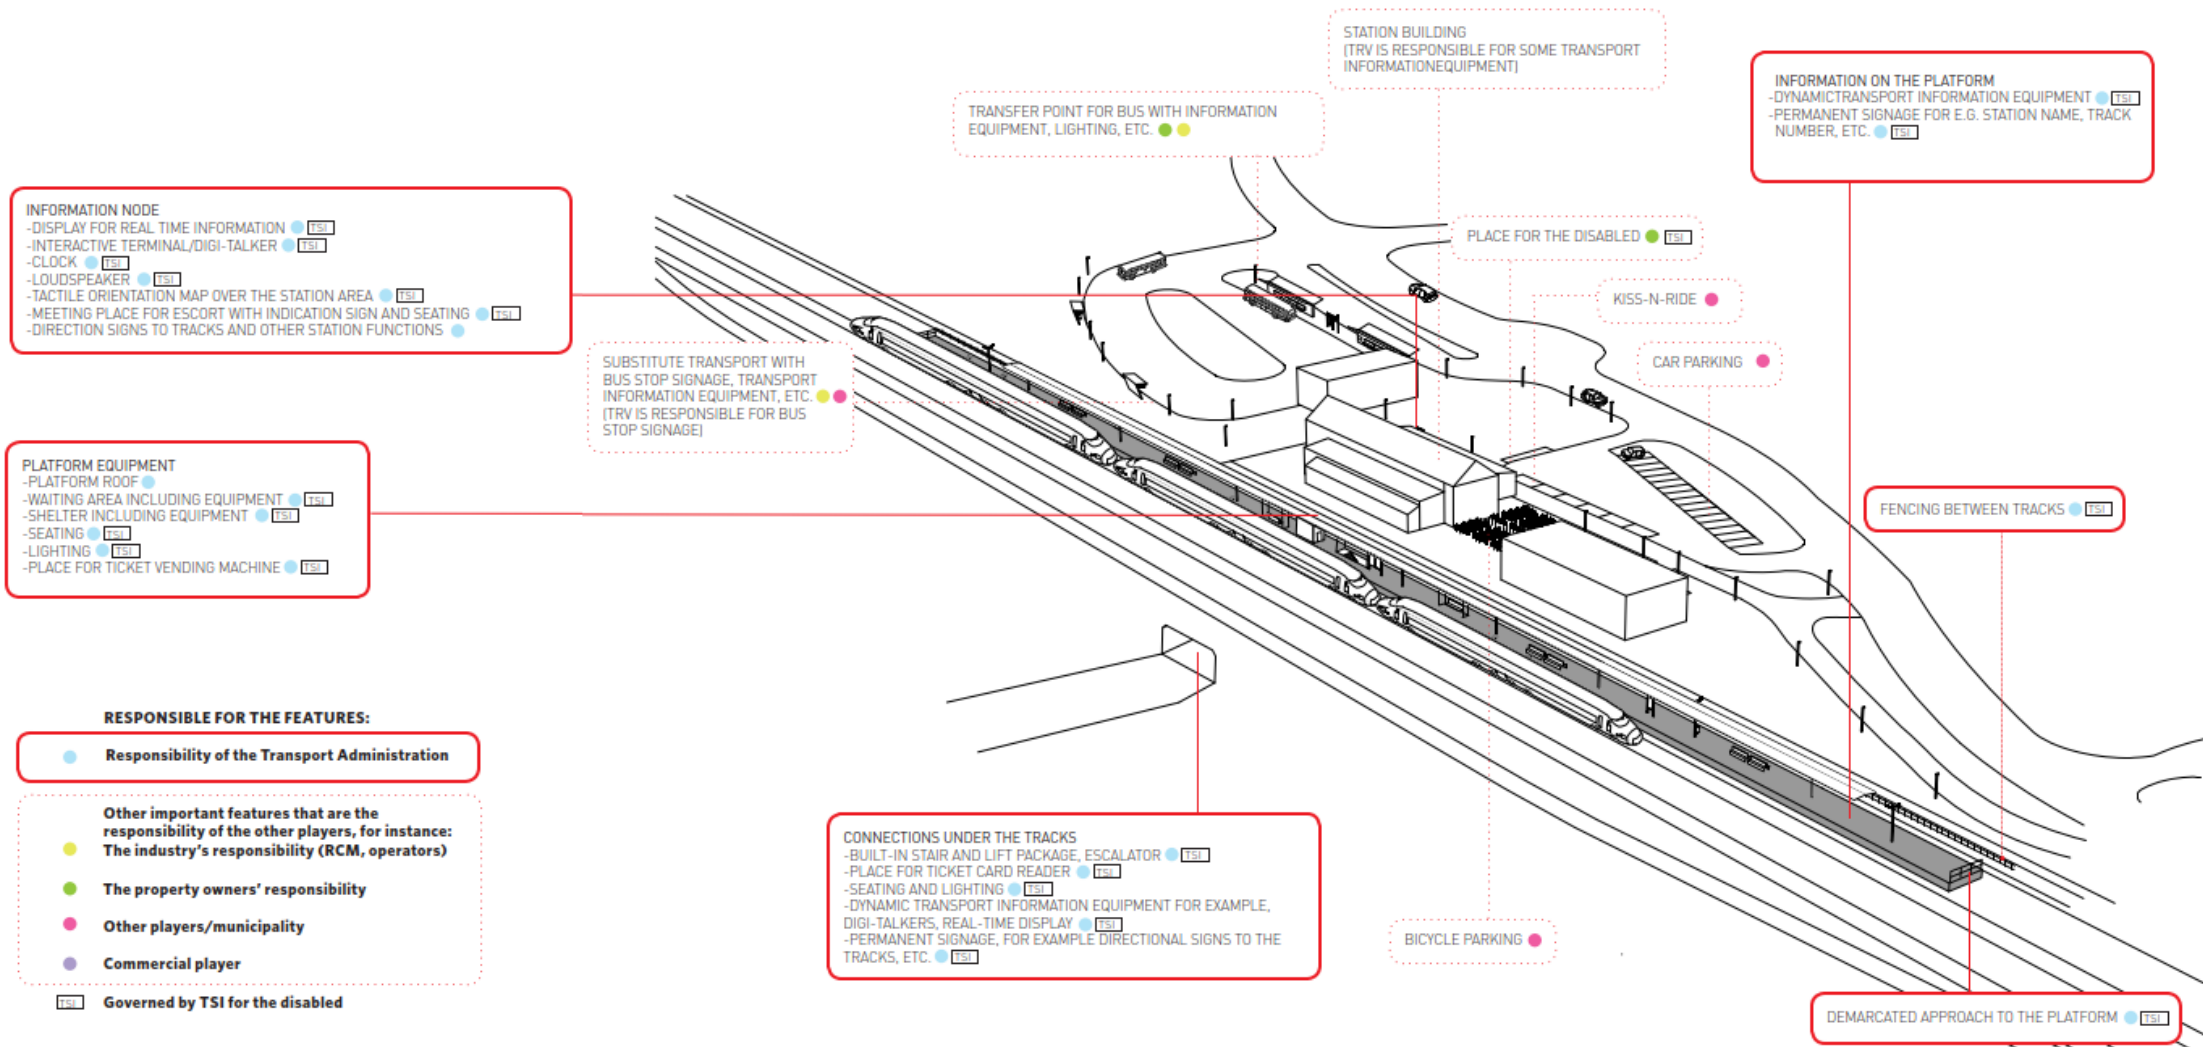 STATION BUILDING
(TRV IS RESPONSIBLE FOR SOME TRANSPORT
INFORMATIONEQUIPMENT)
TRANSFER POINT FOR BUS WITH INFORMATION
EQUIPMENT, LIGHTING, ETC.
INFORMATION ON THE PLATFORM
-DYNAMICTRANSPORT INFORMATION EQUIPMENT TSI
-PERMANENT SIGNAGE FOR E.G. STATION NAME, TRACK
NUMBER, ETC. TSI
INFORMATION NODE
-DISPLAY FOR REAL TIME INFORMATION TSI
-INTERACTIVE TERMINAL/DIGI-TALKER TSI
-CLOCK TSI
-LOUDSPEAKER TSI
-TACTILE ORIENTATION MAP OVER THE STATION AREA TSI
-MEETING PLACE FOR ESCORT WITH INDICATION SIGN AND SEATING TSI
-DIRECTION SIGNS TO TRACKS AND OTHER STATION FUNCTIONS
PLACE FOR THE DISABLED TSI
KISS-N-RIDE
CAR PARKING
SUBSTITUTE TRANSPORT WITH
BUS STOP SIGNAGE, TRANSPORT
INFORMATION EQUIPMENT, ETC.
(TRV IS RESPONSIBLE FOR BUS
STOP SIGNAGE)
PLATFORM EQUIPMENT
-PLATFORM ROOF
-WAITING AREA INCLUDING EQUIPMENT TSI
-SHELTER INCLUDING EQUIPMENT TSI
-SEATING TSI
-LIGHTING TSI
-PLACE FOR TICKET VENDING MACHINE TSI
FENCING BETWEEN TRACKS TSI
RESPONSIBLE FOR THE FEATURES:
Responsibility of the Transport Administration
Other important features that are the
responsibility of the other players, for instance:
The industry's responsibility (RCM, operators)
The property owners' responsibility
Other players/municipality
Commercial player
TSI Governed by TSI for the disabled
CONNECTIONS UNDER THE TRACKS
-BUILT-IN STAIR AND LIFT PACKAGE, ESCALATOR TSI
-PLACE FOR TICKET CARD READER TSI
-SEATING AND LIGHTING TSI
-DYNAMIC TRANSPORT INFORMATION EQUIPMENT FOR EXAMPLE,
DIGI-TALKERS, REAL-TIME DISPLAY TSI
-PERMANENT SIGNAGE, FOR EXAMPLE DIRECTIONAL SIGNS TO THE
TRACKS, ETC. TSI
BICYCLE PARKING
DEMARCATED APPROACH TO THE PLATFORM TSI